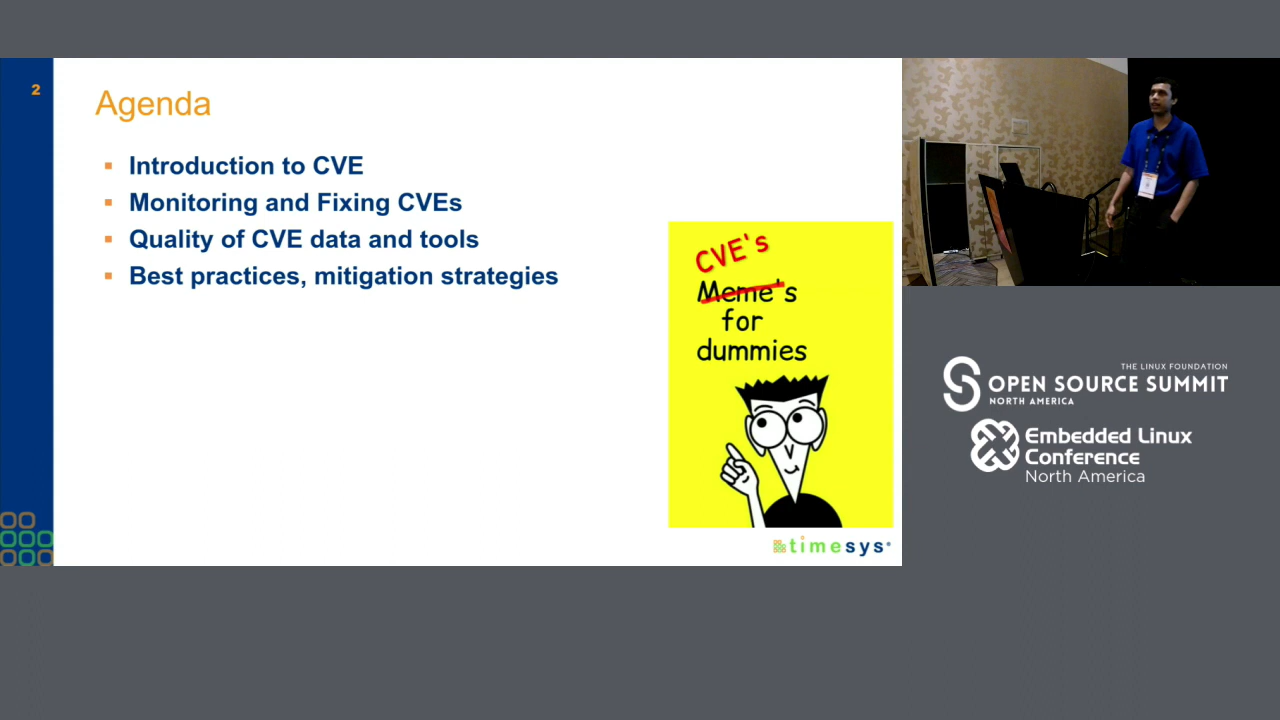 2
Agenda
Introduction to CVE
Monitoring and Fixing CVEs
Quality of CVE data and tools
Best practices, mitigation strategies
CVE's
Meme's
for
dummies
timesys
THE LINUX FOUNDATION
OPEN SOURCE SUMMIT
NORTH AMERICA
Embedded Linux
Conference
North America